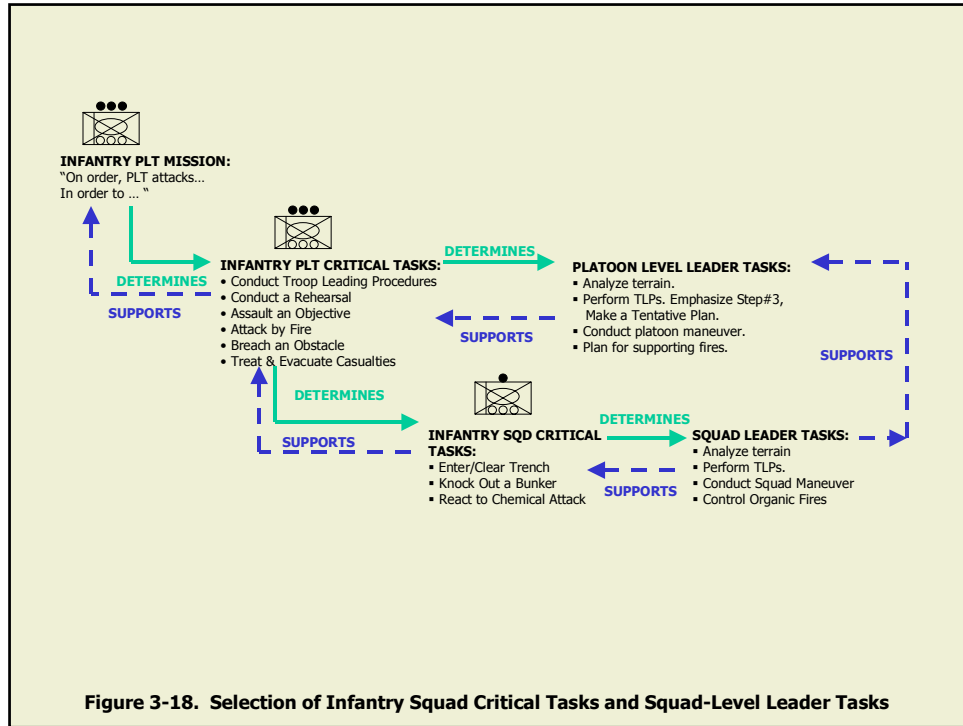 INFANTRY PLT MISSION:
“On order, PLT attacks…
In order to … “
DETERMINES
SUPPORTS
INFANTRY PLT CRITICAL TASKS:
• Conduct Troop Leading Procedures
• Conduct a Rehearsal
• Assault an Objective
• Attack by Fire
• Breach an Obstacle
• Treat & Evacuate Casualties
DETERMINES
SUPPORTS
PLATOON LEVEL LEADER TASKS:
▪ Analyze terrain.
▪ Perform TLPs. Emphasize Step#3,
Make a Tentative Plan.
▪ Conduct platoon maneuver.
▪ Plan for supporting fires.
SUPPORTS
DETERMINES
SUPPORTS
INFANTRY SQD CRITICAL
TASKS:
▪ Enter/Clear Trench
▪ Knock Out a Bunker
▪ React to Chemical Attack
DETERMINES
SUPPORTS
SQUAD LEADER TASKS:
▪ Analyze terrain
▪ Perform TLPs.
▪ Conduct Squad Maneuver
▪ Control Organic Fires
Figure 3-18. Selection of Infantry Squad Critical Tasks and Squad-Level Leader Tasks